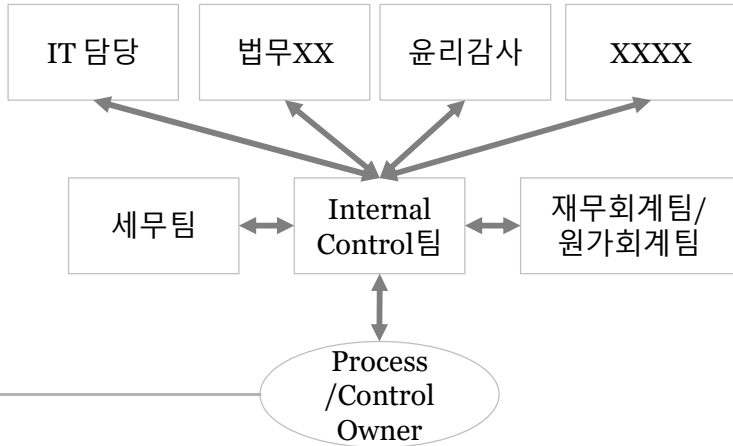 IT 담당
법무XX
윤리감사
XXXX
세무팀
Internal
Control팀
재무회계팀/
원가회계팀
Process
/Control
Owner